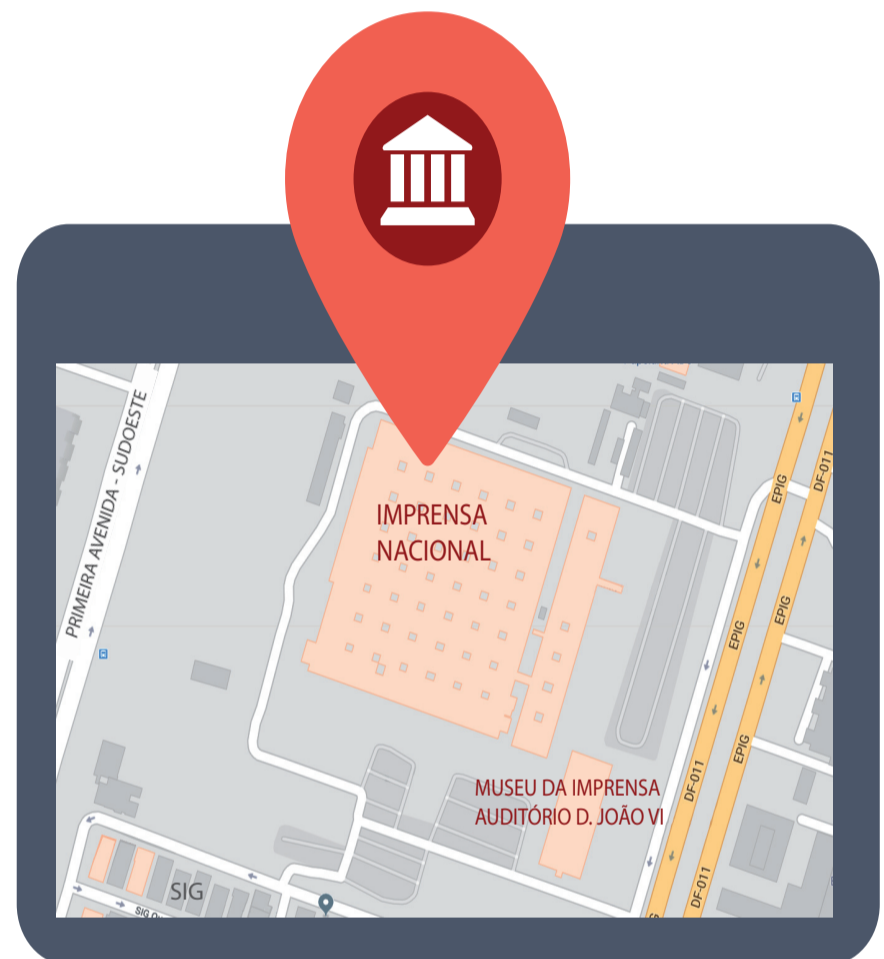 PRIMEIRA AVENIDA - SUDOESTE
IMPRENSA
NACIONAL
EPIG
DF-011
EPIG
EPIG
EPIG
EPIG
DF-011
DF-011
MUSEU DA IMPRENSA
AUDITÓRIO D. JOÃO VI
SIG